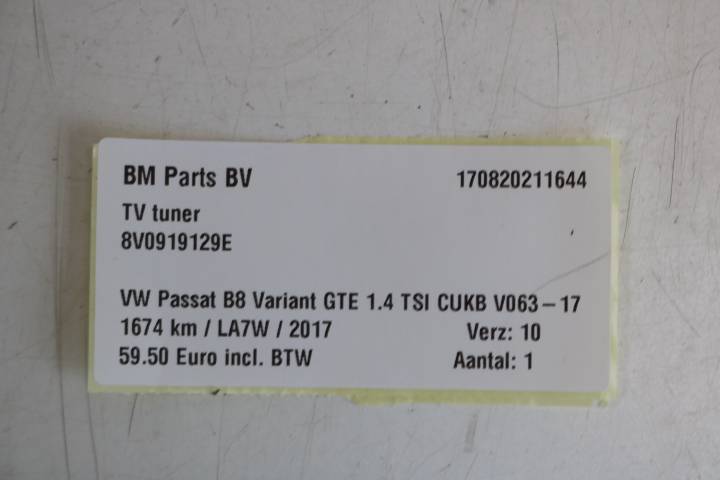 BM Parts BV 170820211644
TV tuner
8V0919129E
VW Passat B8 Variant GTE 1.4 TSI CUKB V063-17
1674 km / LA7W / 2017 Verz: 10
59.50 Euro incl. BTW Aantal: 1